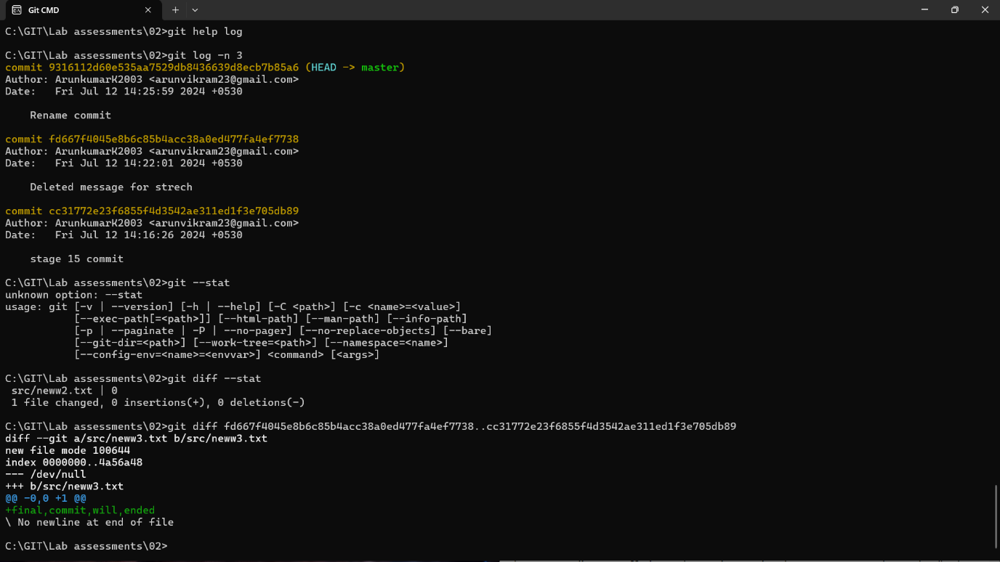 Git CMD
C:\GIT\Lab assessments\02>git help log
C:\GIT\Lab assessments\02>git log -n 3
commit 9316112d60e535aa7529db8436639d8ecb7b85a6 (HEAD -> master)
Author: ArunkumarK2003 <arunvikram23@gmail.com>
Date:   Fri Jul 12 14:25:59 2024 +0530
    Rename commit
commit fd667f4045e8b6c85b4acc38a0ed477fa4ef7738
Author: ArunkumarK2003 <arunvikram23@gmail.com>
Date:   Fri Jul 12 14:22:01 2024 +0530
    Deleted message for strech
commit cc31772e23f6855f4d3542ae311ed1f3e705db89
Author: ArunkumarK2003 <arunvikram23@gmail.com>
Date:   Fri Jul 12 14:16:26 2024 +0530
    stage 15 commit
C:\GIT\Lab assessments\02>git --stat
unknown option: --stat
usage: git [-v | --version] [-h | --help] [-C <path>] [-c <name>=<value>]
           [--exec-path[=<path>]] [--html-path] [--man-path] [--info-path]
           [-p | --paginate | -P | --no-pager] [--no-replace-objects] [--bare]
           [--git-dir=<path>] [--work-tree=<path>] [--namespace=<name>]
           [--config-env=<name>=<envvar>] <command> [<args>]
C:\GIT\Lab assessments\02>git diff --stat
 src/neww2.txt | 0
 1 file changed, 0 insertions(+), 0 deletions(-)
C:\GIT\Lab assessments\02>git diff fd667f4045e8b6c85b4acc38a0ed477fa4ef7738..cc31772e23f6855f4d3542ae311ed1f3e705db89
diff --git a/src/neww3.txt b/src/neww3.txt
new file mode 100644
index 0000000..4a56a48
--- /dev/null
+++ b/src/neww3.txt
@@ -0,0 +1 @@
+final,commit,will,ended
\ No newline at end of file
C:\GIT\Lab assessments\02>